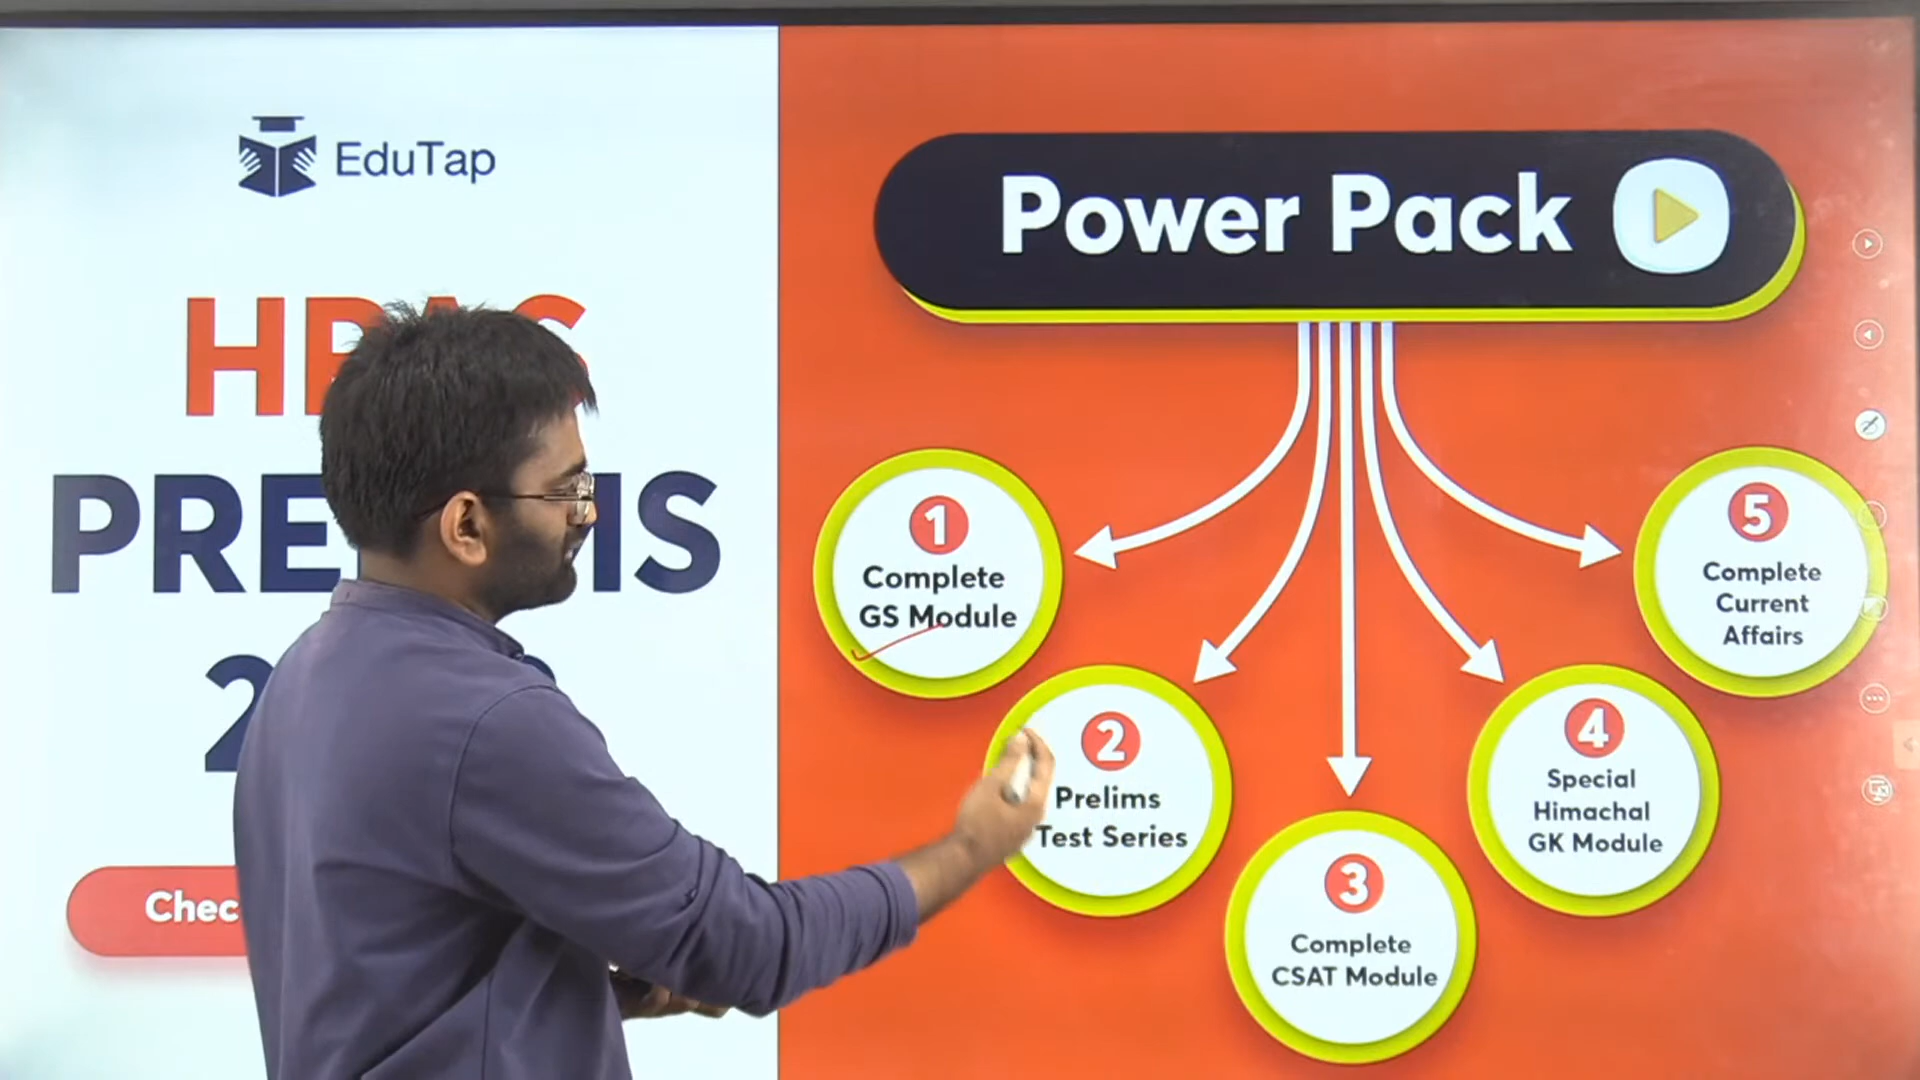 EduTap
Power Pack
1
Complete
GS Module
2
Prelims
Test Series
3
Complete
CSAT Module
4
Special
Himachal
GK Module
5
Complete
Current
Affairs